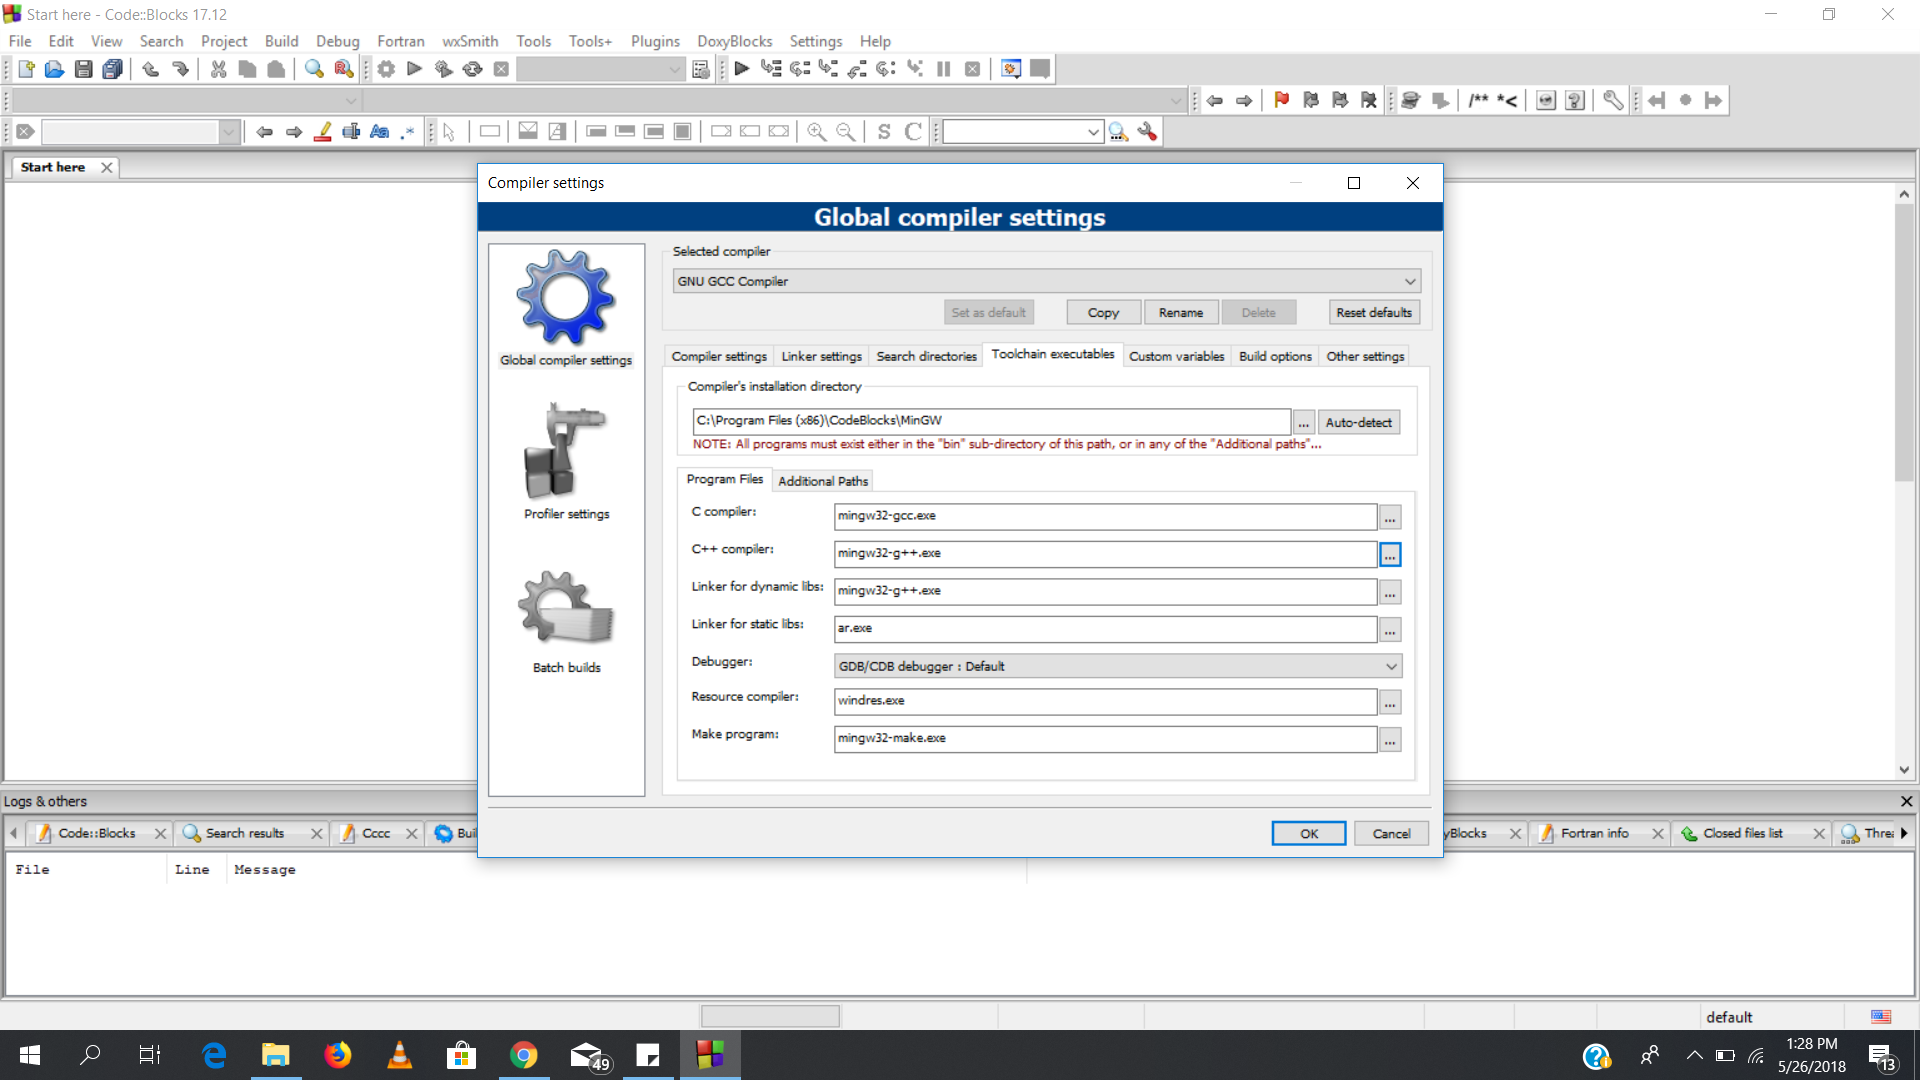 Start here - Code::Blocks 17.12
File Edit View Search Project Build Debug Fortran wxSmith Tools Tools+ Plugins DoxyBlocks Settings Help
/** *<
Aa .*
S C
Start here
Compiler settings
Global compiler settings
Global compiler settings
Profiler settings
Batch builds
Selected compiler
GNU GCC Compiler
Set as default Copy Rename Delete Reset defaults
Compiler settings Linker settings Search directories Toolchain executables Custom variables Build options Other settings
Compiler's installation directory
C:\Program Files (x86)\CodeBlocks\MinGW ... Auto-detect
NOTE: All programs must exist either in the "bin" sub-directory of this path, or in any of the "Additional paths"...
Program Files Additional Paths
C compiler: mingw32-gcc.exe ...
C++ compiler: mingw32-g++.exe ...
Linker for dynamic libs: mingw32-g++.exe ...
Linker for static libs: ar.exe ...
Debugger: GDB/CDB debugger : Default
Resource compiler: windres.exe ...
Make program: mingw32-make.exe ...
OK Cancel
Logs & others
Code::Blocks Search results Cccc Buil yBlocks Fortran info Closed files list Threa
File Line Message
default
49
1:28 PM
5/26/2018
13